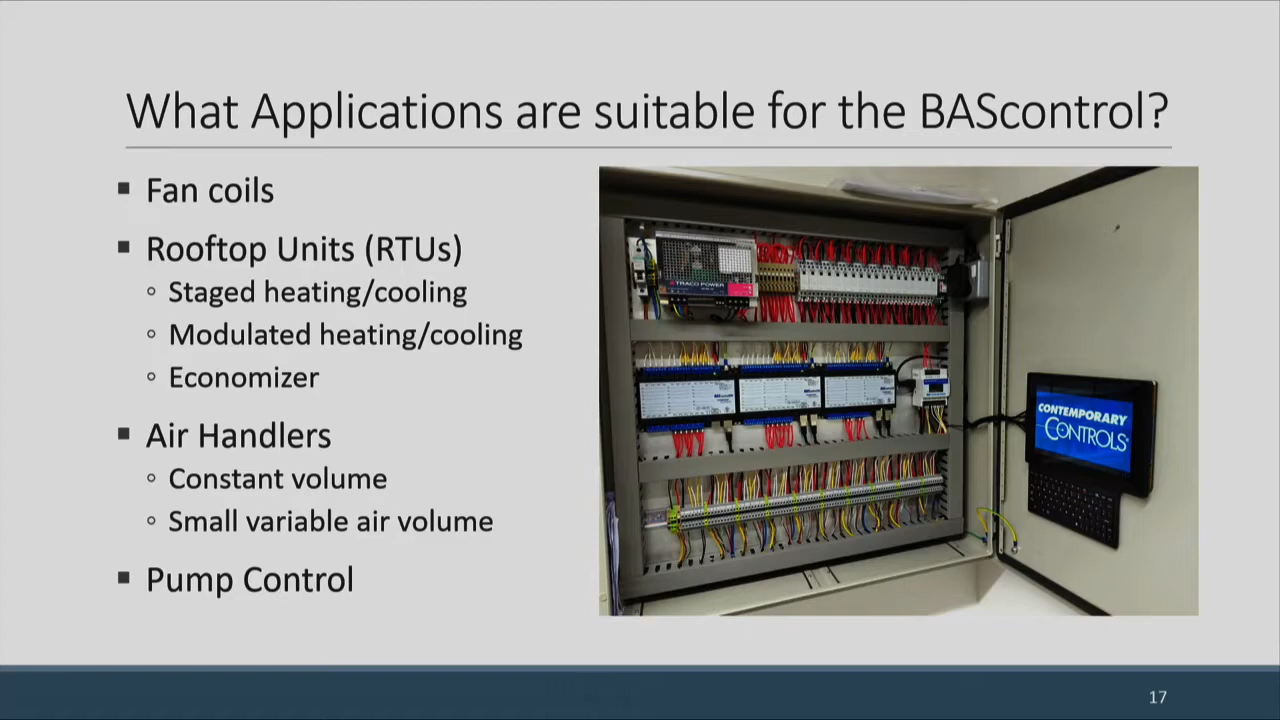 What Applications are suitable for the BAScontrol?
Fan coils
Rooftop Units (RTUs)
Staged heating/cooling
Modulated heating/cooling
Economizer
Air Handlers
Constant volume
Small variable air volume
Pump Control
TRACO POWER
CONTEMPORARY
CONTROLS
17